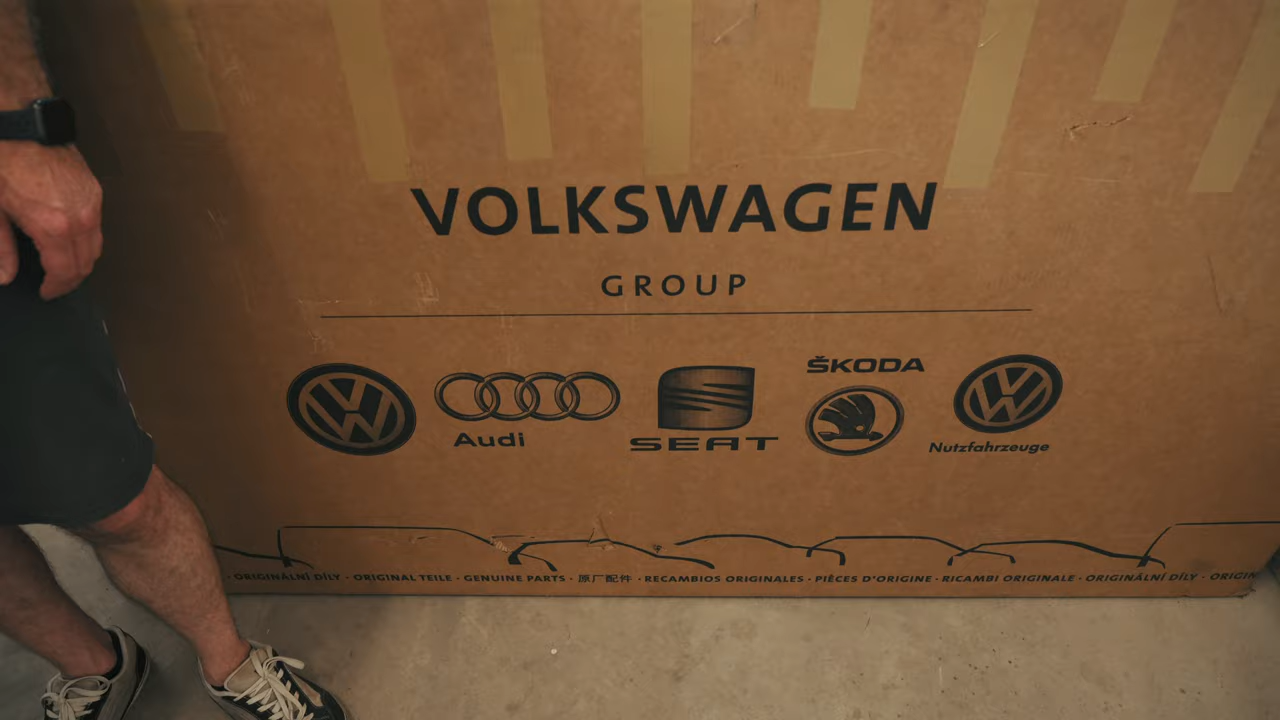 VOLKSWAGEN
GROUP
ŠKODA
Audi
SEAT
Nutzfahrzeuge
· ORIGINÁLNÍ DÍLY · ORIGINAL TEILE · GENUINE PARTS · 原厂配件 · RECAMBIOS ORIGINALES · PIÈCES D'ORIGINE · RICAMBI ORIGINALE · ORIGINÁLNÍ DÍLY · ORIGIN